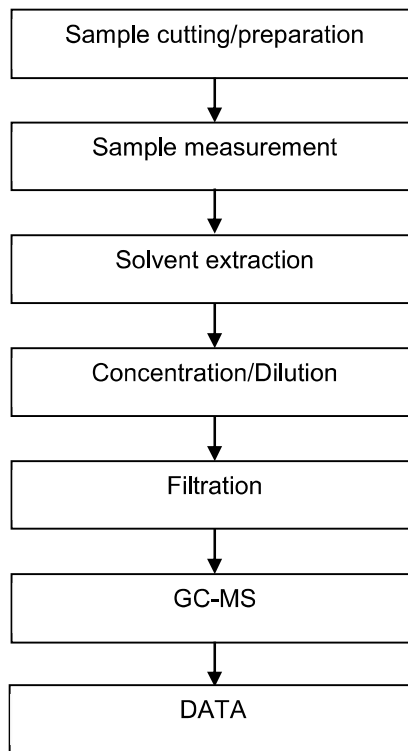 Sample cutting/preparation
Sample measurement
Solvent extraction
Concentration/Dilution
Filtration
GC-MS
DATA